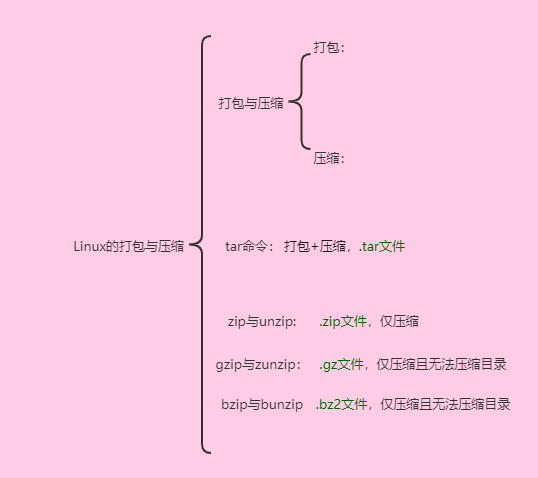 打包：
打包与压缩
压缩：
Linux的打包与压缩
tar命令： 打包+压缩，.tar文件
zip与unzip: .zip文件，仅压缩
gzip与zunzip： .gz文件，仅压缩且无法压缩目录
bzip与bunzip .bz2文件，仅压缩且无法压缩目录